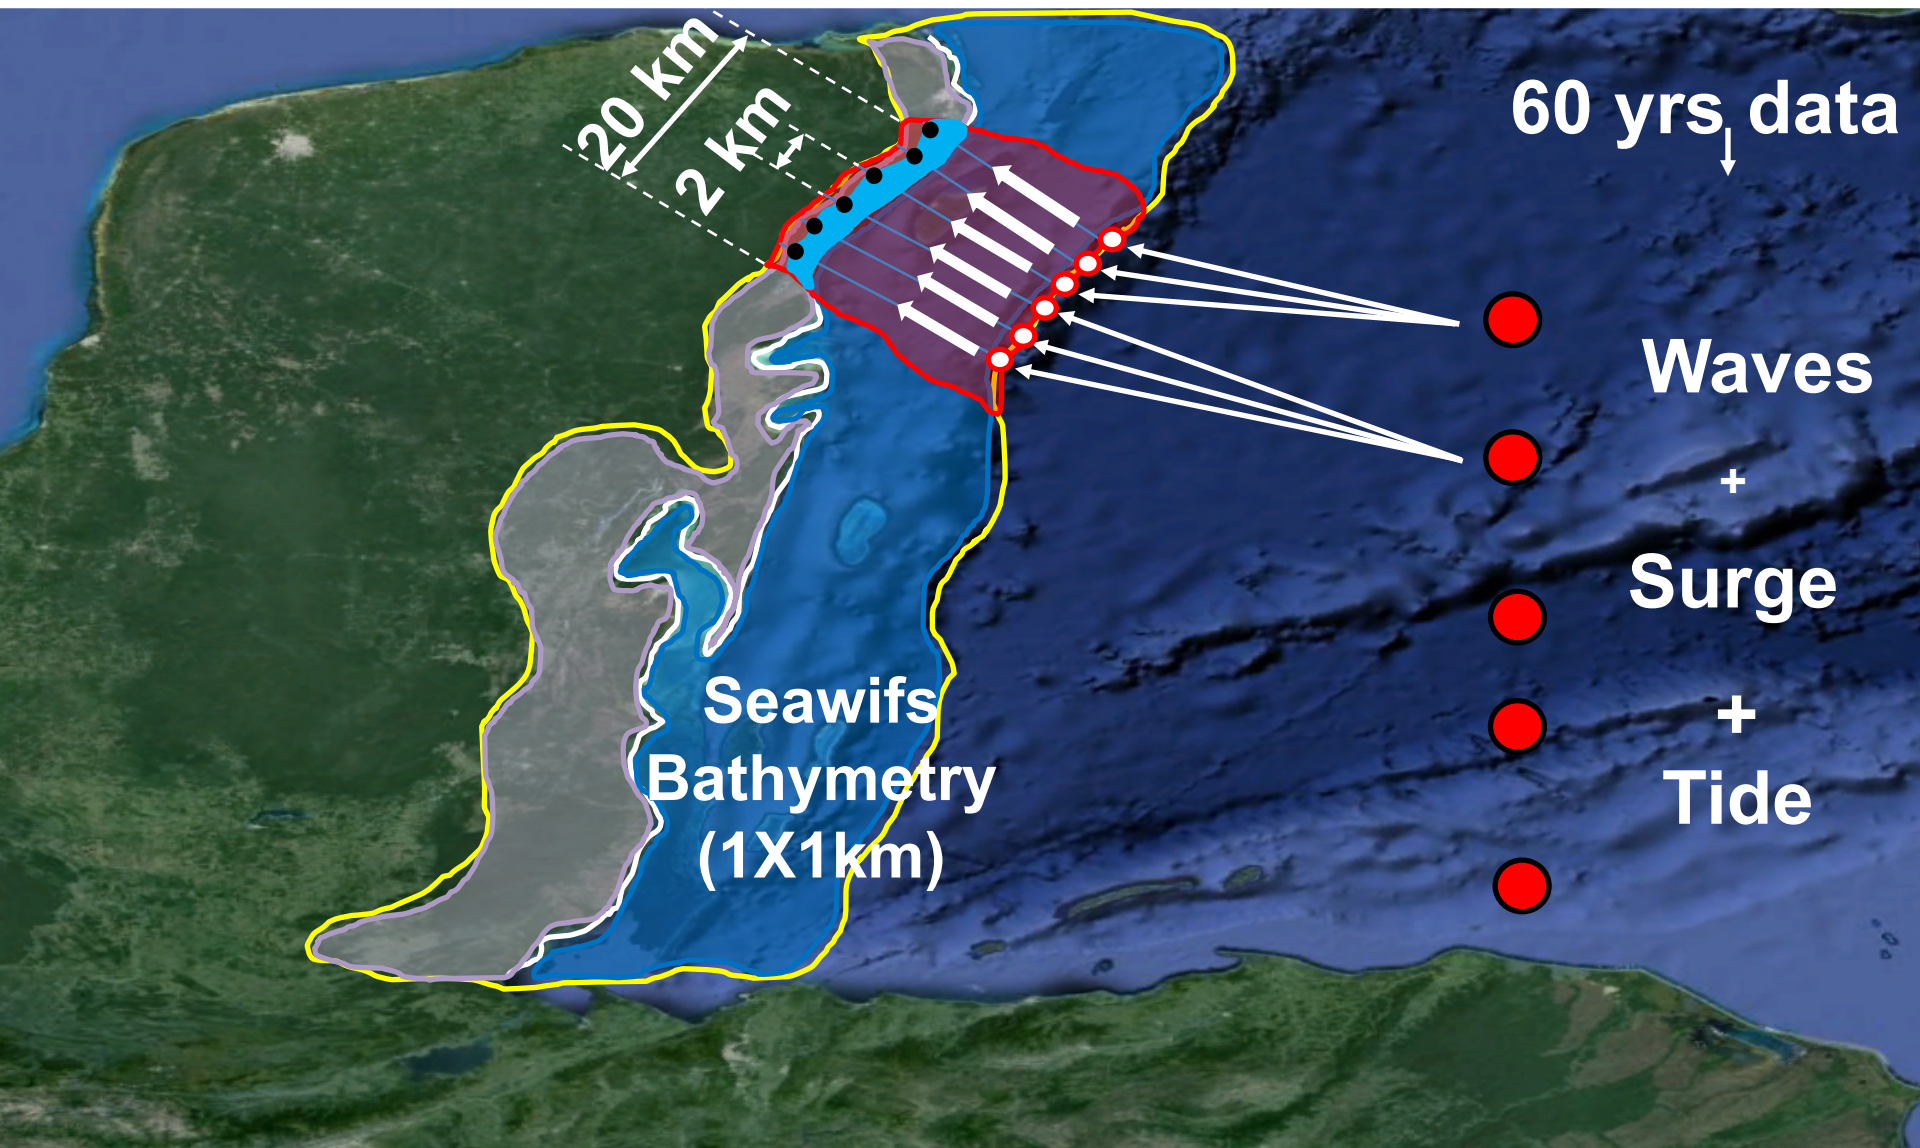 20 km
2 km
60 yrs data
Waves
+
Surge
+
Tide
Seawifs
Bathymetry
(1X1km)